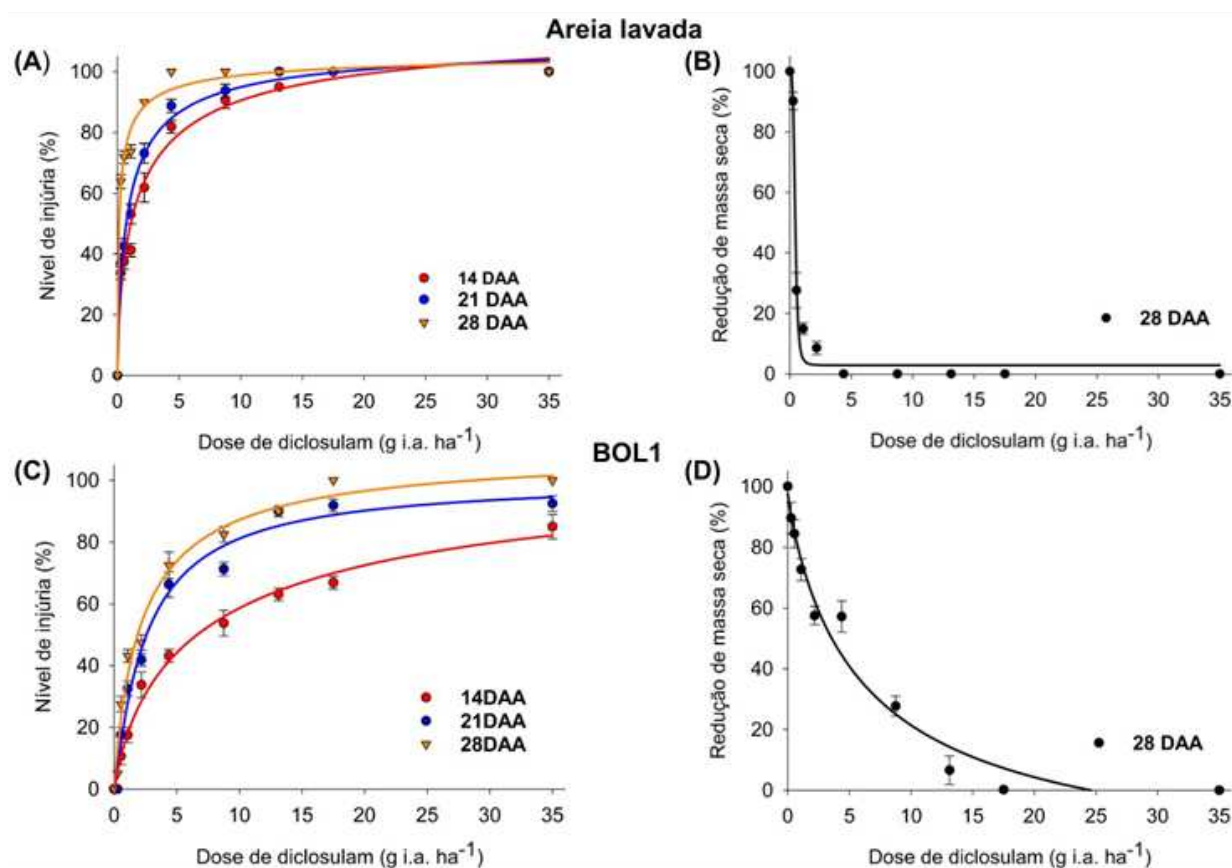 Areia lavada
(A)
Nível de injúria (%)
100
80
60
40
20
0
14 DAA
21 DAA
28 DAA
0 5 10 15 20 25 30 35
Dose de diclosulam (g i.a. ha⁻¹)
(B)
Redução de massa seca (%)
100
80
60
40
20
0
28 DAA
0 5 10 15 20 25 30 35
Dose de diclosulam (g i.a. ha⁻¹)
BOL1
(C)
Nível de injúria (%)
100
80
60
40
20
0
14DAA
21DAA
28DAA
0 5 10 15 20 25 30 35
Dose de diclosulam (g i.a. ha⁻¹)
(D)
Redução de massa seca (%)
100
80
60
40
20
0
28 DAA
0 5 10 15 20 25 30 35
Dose de diclosulam (g i.a. ha⁻¹)